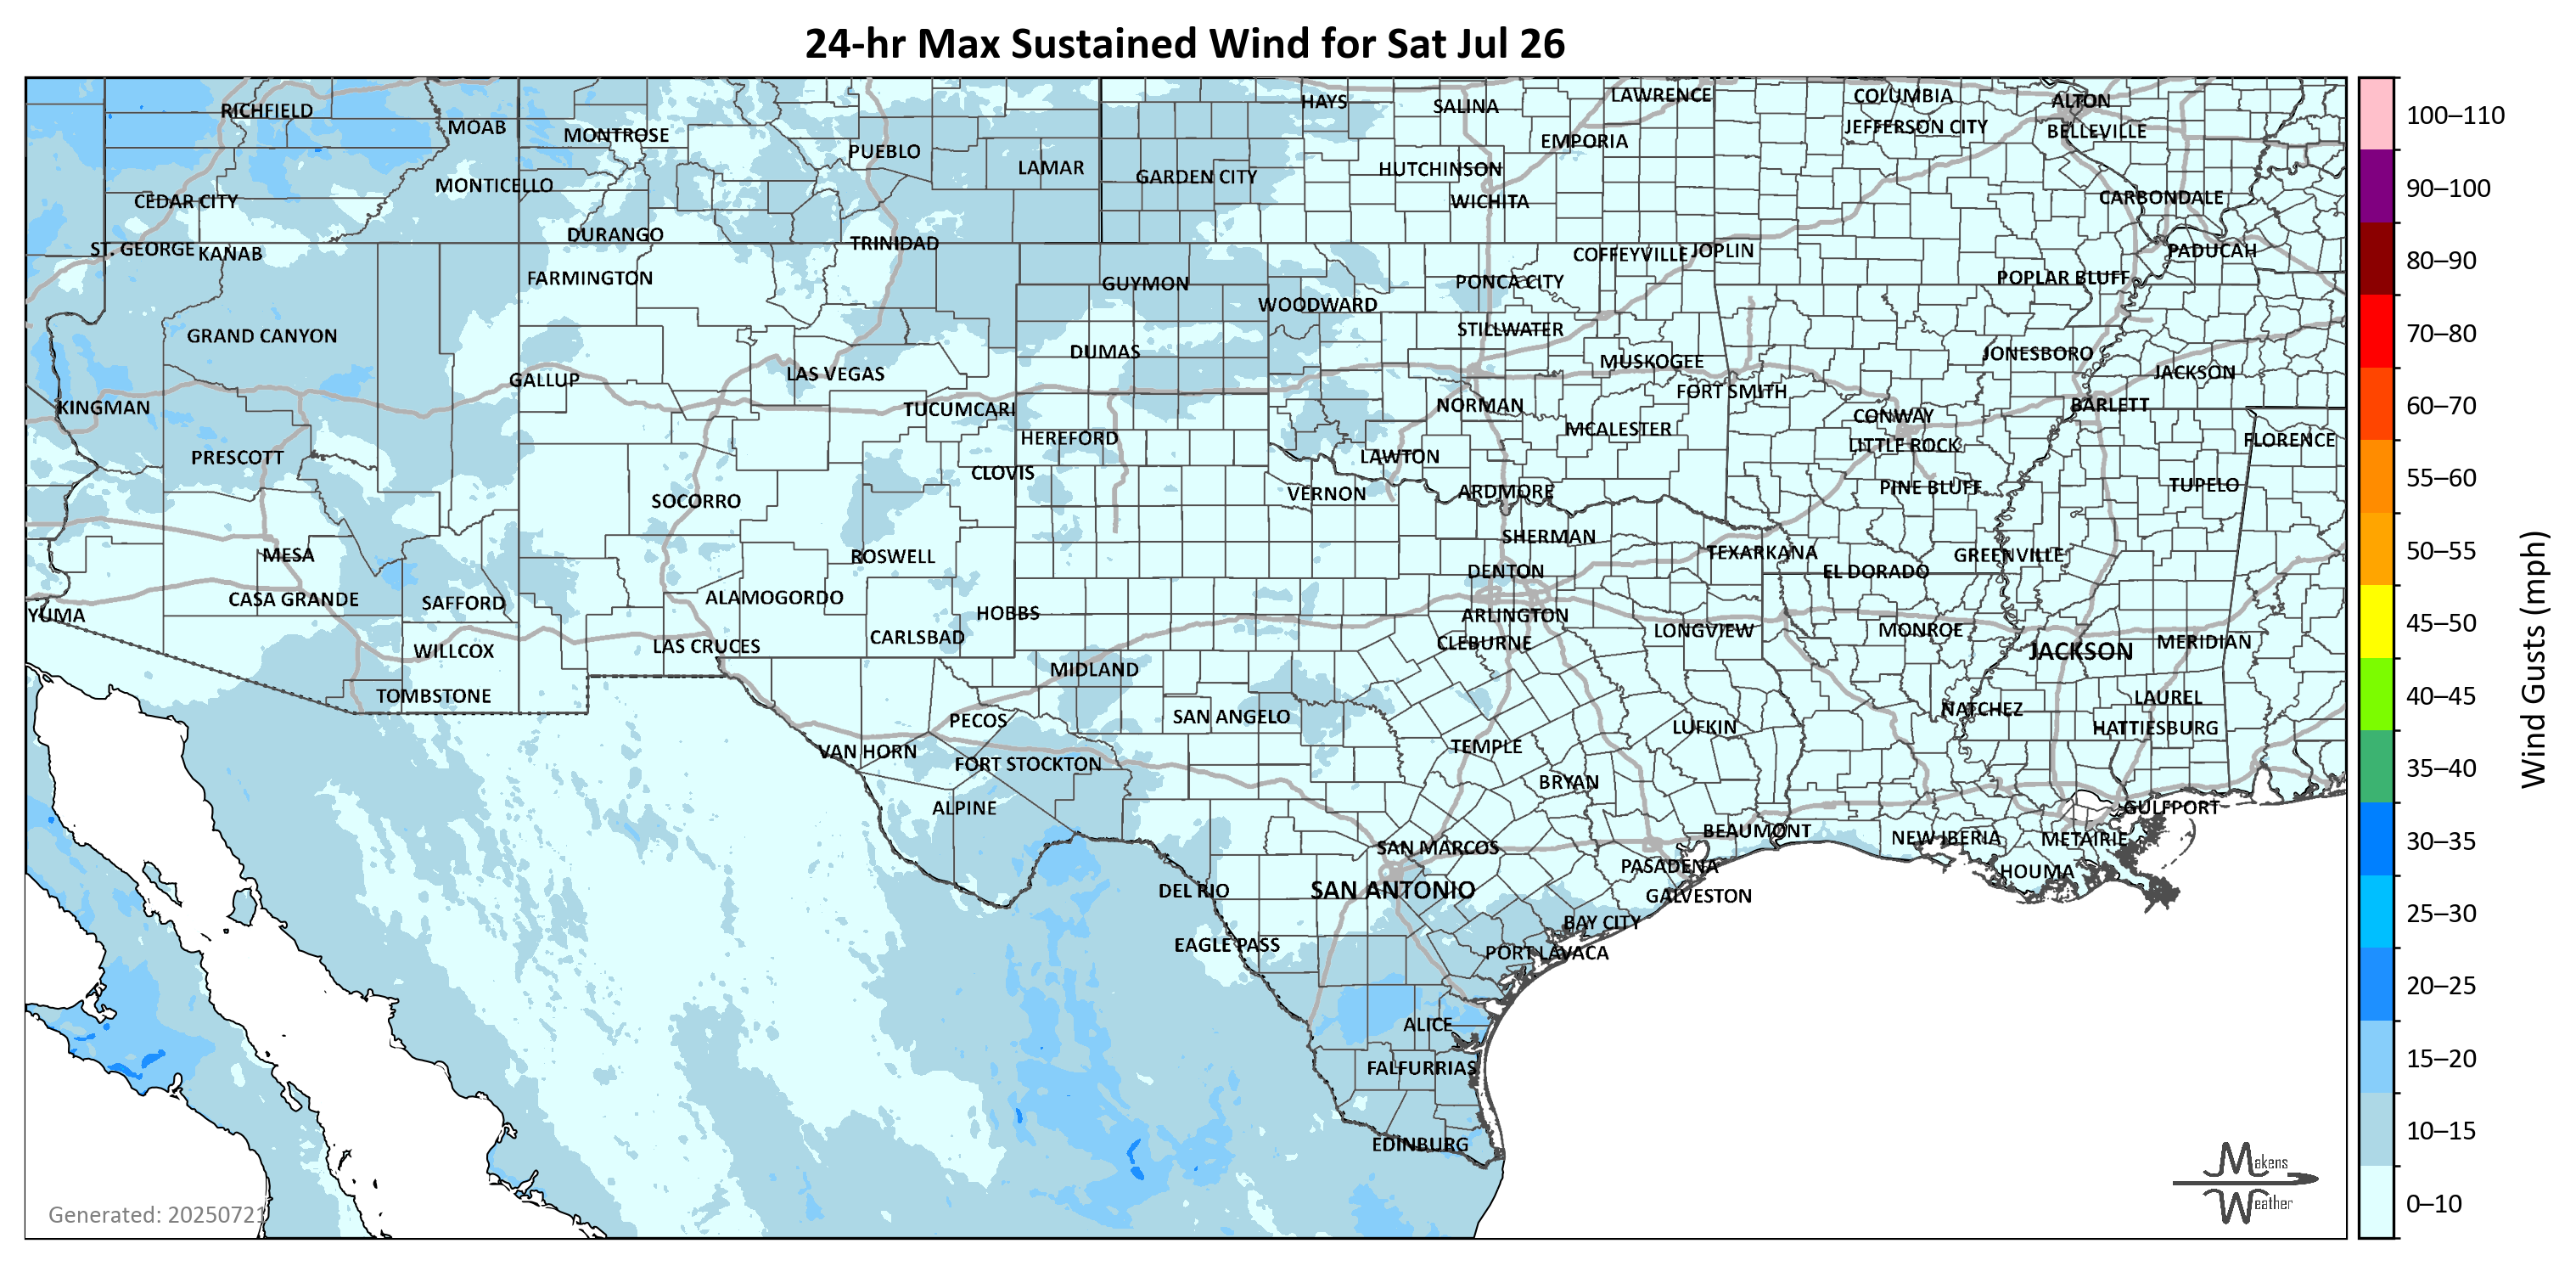 24-hr Max Sustained Wind for Sat Jul 26
HAYS
SALINA
LAWRENCE
COLUMBIA
ALTON
RICHFIELD
MOAB
MONTROSE
PUEBLO
EMPORIA
JEFFERSON CITY
BELLEVILLE
LAMAR
GARDEN CITY
HUTCHINSON
MONTICELLO
CEDAR CITY
WICHITA
CARBONDALE
DURANGO
TRINIDAD
ST. GEORGE
KANAB
COFFEYVILLE
JOPLIN
PADUCAH
FARMINGTON
GUYMON
PONCA CITY
POPLAR BLUFF
WOODWARD
GRAND CANYON
STILLWATER
DUMAS
MUSKOGEE
JONESBORO
GALLUP
LAS VEGAS
JACKSON
FORT SMITH
KINGMAN
TUCUMCARI
NORMAN
CONWAY
BARLETT
HEREFORD
MCALESTER
LITTLE ROCK
FLORENCE
PRESCOTT
LAWTON
CLOVIS
SOCORRO
VERNON
ARDMORE
PINE BLUFF
TUPELO
SHERMAN
MESA
ROSWELL
TEXARKANA
GREENVILLE
DENTON
EL DORADO
CASA GRANDE
SAFFORD
ALAMOGORDO
HOBBS
ARLINGTON
YUMA
CARLSBAD
CLEBURNE
LONGVIEW
MONROE
MERIDIAN
WILLCOX
LAS CRUCES
JACKSON
MIDLAND
TOMBSTONE
LAUREL
PECOS
SAN ANGELO
NATCHEZ
LUFKIN
HATTIESBURG
VAN HORN
FORT STOCKTON
TEMPLE
BRYAN
ALPINE
GULFPORT
BEAUMONT
NEW IBERIA
METAIRIE
SAN MARCOS
PASADENA
HOUMA
DEL RIO
SAN ANTONIO
GALVESTON
BAY CITY
EAGLE PASS
PORT LAVACA
ALICE
FALFURRIAS
EDINBURG
Generated: 20250721
Makens
Weather
100–110
90–100
80–90
70–80
60–70
55–60
50–55
45–50
40–45
35–40
30–35
25–30
20–25
15–20
10–15
0–10
Wind Gusts (mph)